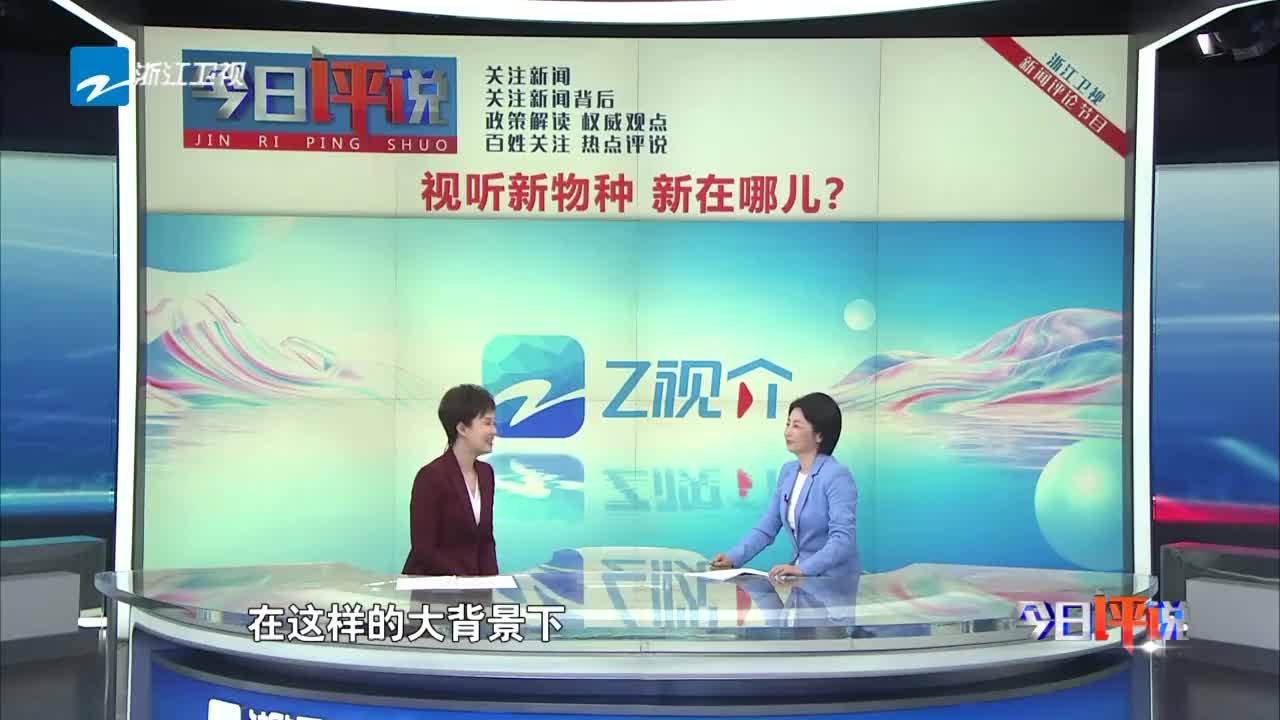 浙江卫视
今日评说
JIN RI PING SHUO
关注新闻
关注新闻背后
政策解读 权威观点
百姓关注 热点评说
浙江卫视
新闻评论节目
视听新物种 新在哪儿？
Z视介
在这样的大背景下
今日评说